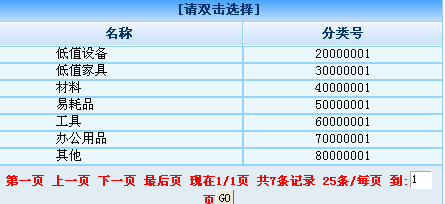 [请双击选择]
名称 分类号
低值设备 20000001
低值家具 30000001
材料 40000001
易耗品 50000001
工具 60000001
办公用品 70000001
其他 80000001
第一页 上一页 下一页 最后页 现在1/1页 共7条记录 25条/每页 到:1
页 GO